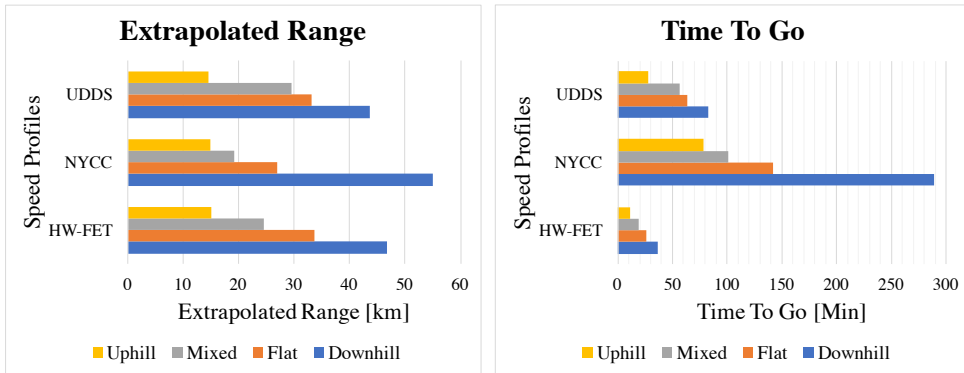 Extrapolated Range
Speed Profiles
UDDS
NYCC
HW-FET
0 10 20 30 40 50 60
Extrapolated Range [km]
Uphill Mixed Flat Downhill
Time To Go
Speed Profiles
UDDS
NYCC
HW-FET
0 50 100 150 200 250 300
Time To Go [Min]
Uphill Mixed Flat Downhill